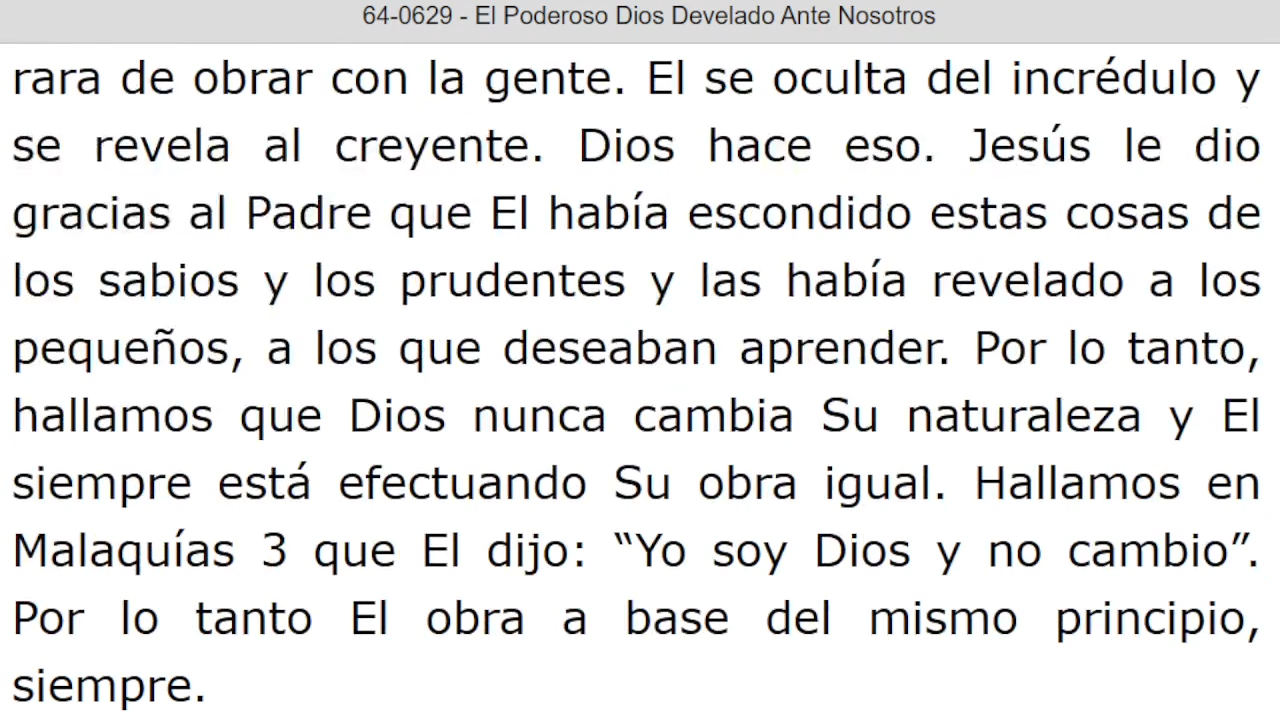 64-0629 - El Poderoso Dios Develado Ante Nosotros
rara de obrar con la gente. El se oculta del incrédulo y
se revela al creyente. Dios hace eso. Jesús le dio
gracias al Padre que El había escondido estas cosas de
los sabios y los prudentes y las había revelado a los
pequeños, a los que deseaban aprender. Por lo tanto,
hallamos que Dios nunca cambia Su naturaleza y El
siempre está efectuando Su obra igual. Hallamos en
Malaquías 3 que El dijo: “Yo soy Dios y no cambio”.
Por lo tanto El obra a base del mismo principio,
siempre.